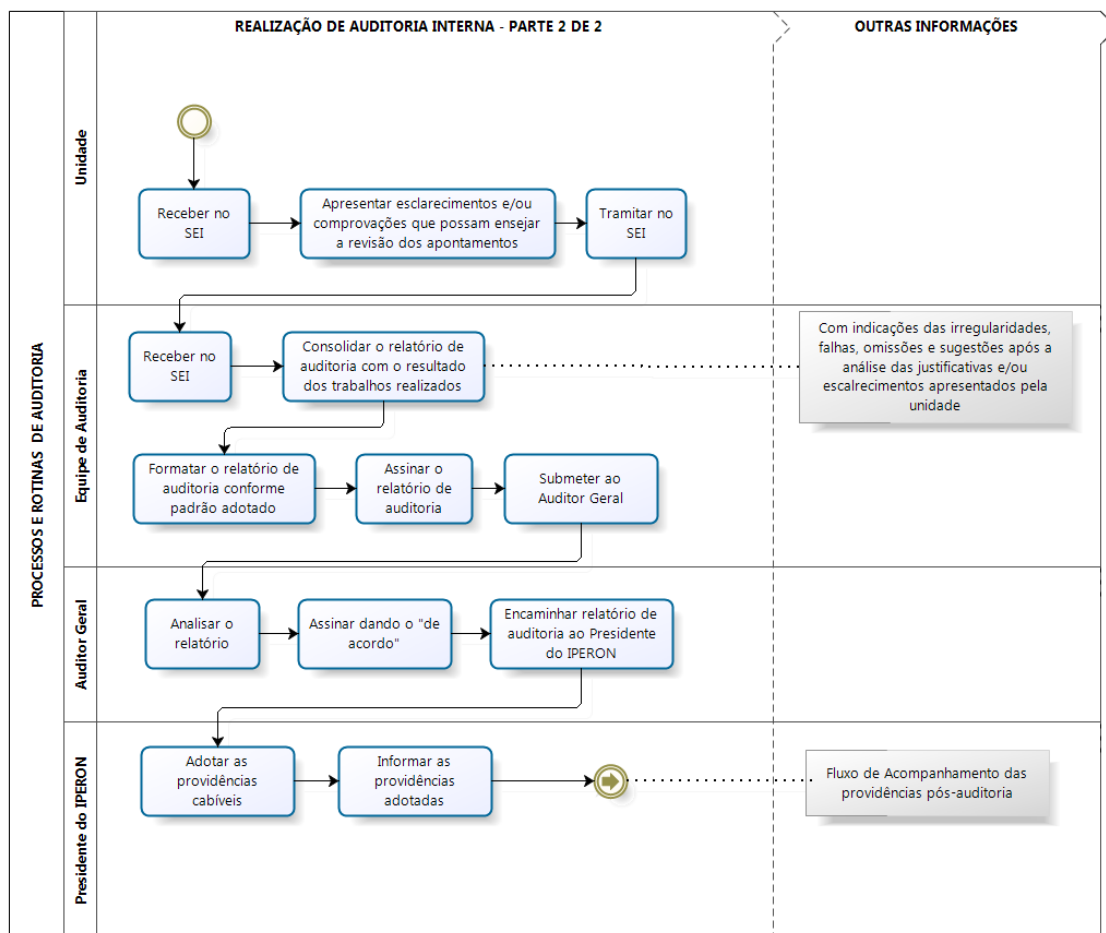 REALIZAÇÃO DE AUDITORIA INTERNA - PARTE 2 DE 2
OUTRAS INFORMAÇÕES
PROCESSOS E ROTINAS DE AUDITORIA
Unidade
Receber no
SEI
Apresentar esclarecimentos e/ou
comprovações que possam ensejar
a revisão dos apontamentos
Tramitar no
SEI
Equipe de Auditoria
Receber no
SEI
Consolidar o relatório de
auditoria com o resultado
dos trabalhos realizados
Com indicações das irregularidades,
falhas, omissões e sugestões após a
análise das justificativas e/ou
escalrecimentos apresentados pela
unidade
Formatar o relatório de
auditoria conforme
padrão adotado
Assinar o
relatório de
auditoria
Submeter ao
Auditor Geral
Auditor Geral
Analisar o
relatório
Assinar dando o "de
acordo"
Encaminhar relatório de
auditoria ao Presidente
do IPERON
Presidente do IPERON
Adotar as
providências
cabíveis
Informar as
providências
adotadas
Fluxo de Acompanhamento das
providências pós-auditoria